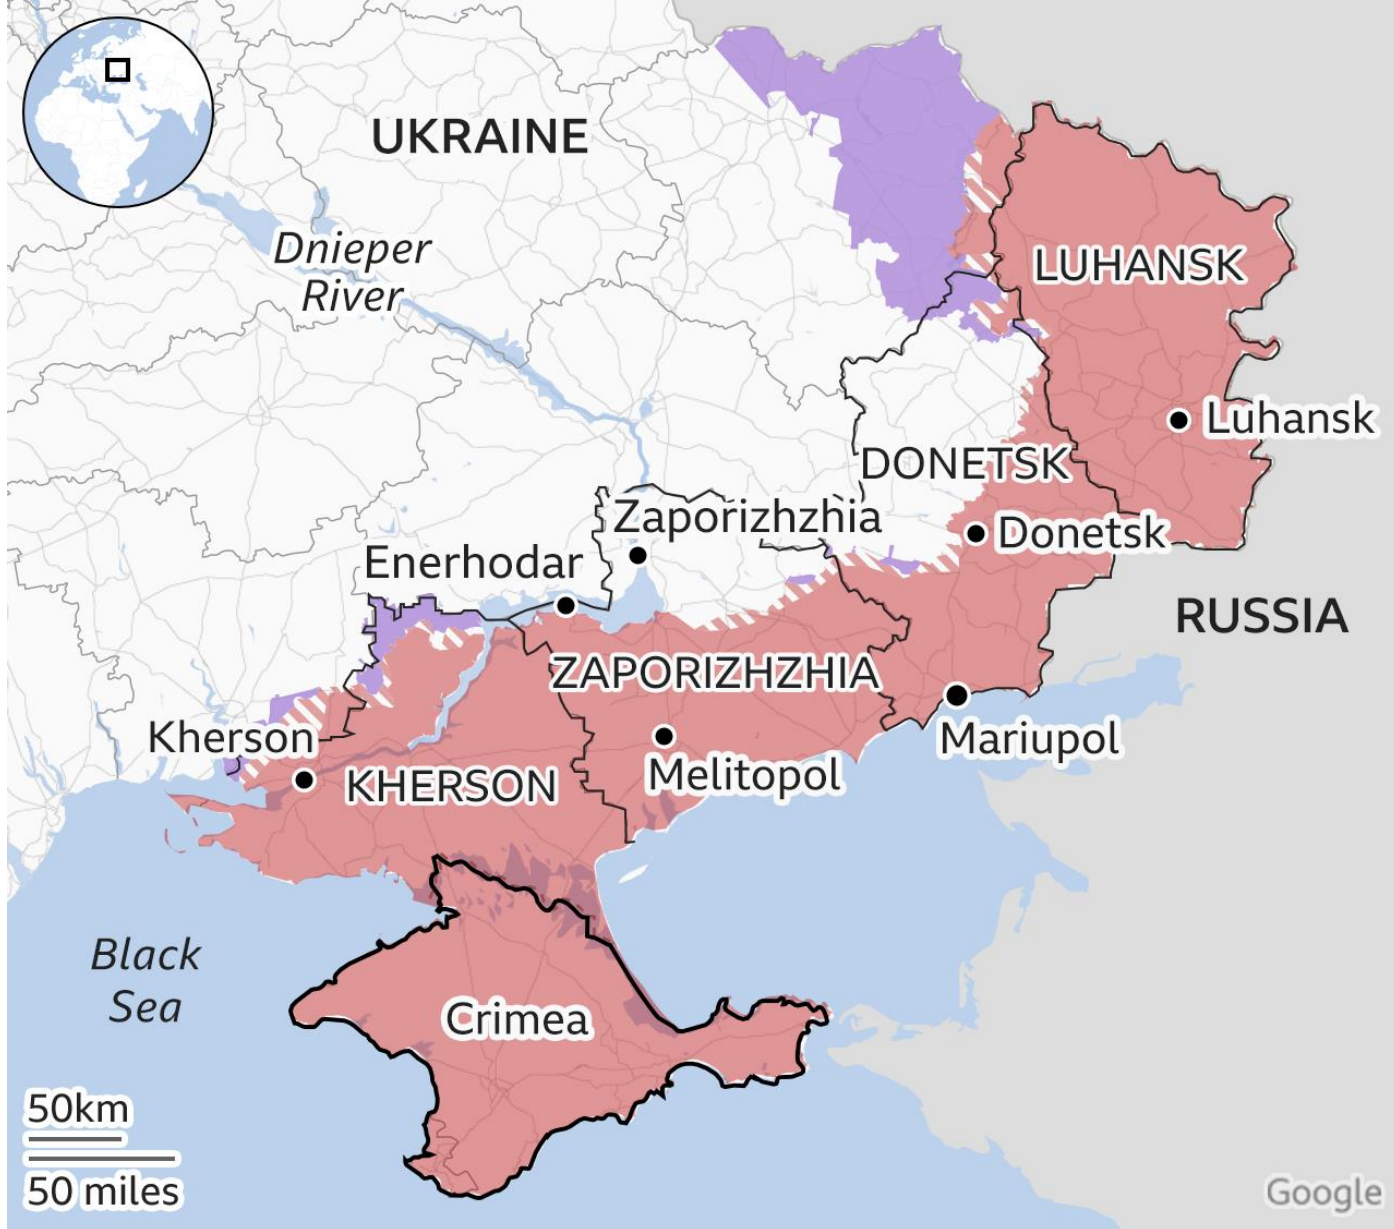 UKRAINE
Dnieper
River
LUHANSK
Luhansk
DONETSK
Zaporizhzhia
Donetsk
Enerhodar
RUSSIA
ZAPORIZHZHIA
Kherson
Mariupol
KHERSON
Melitopol
Black
Sea
Crimea
50km
50 miles
Google